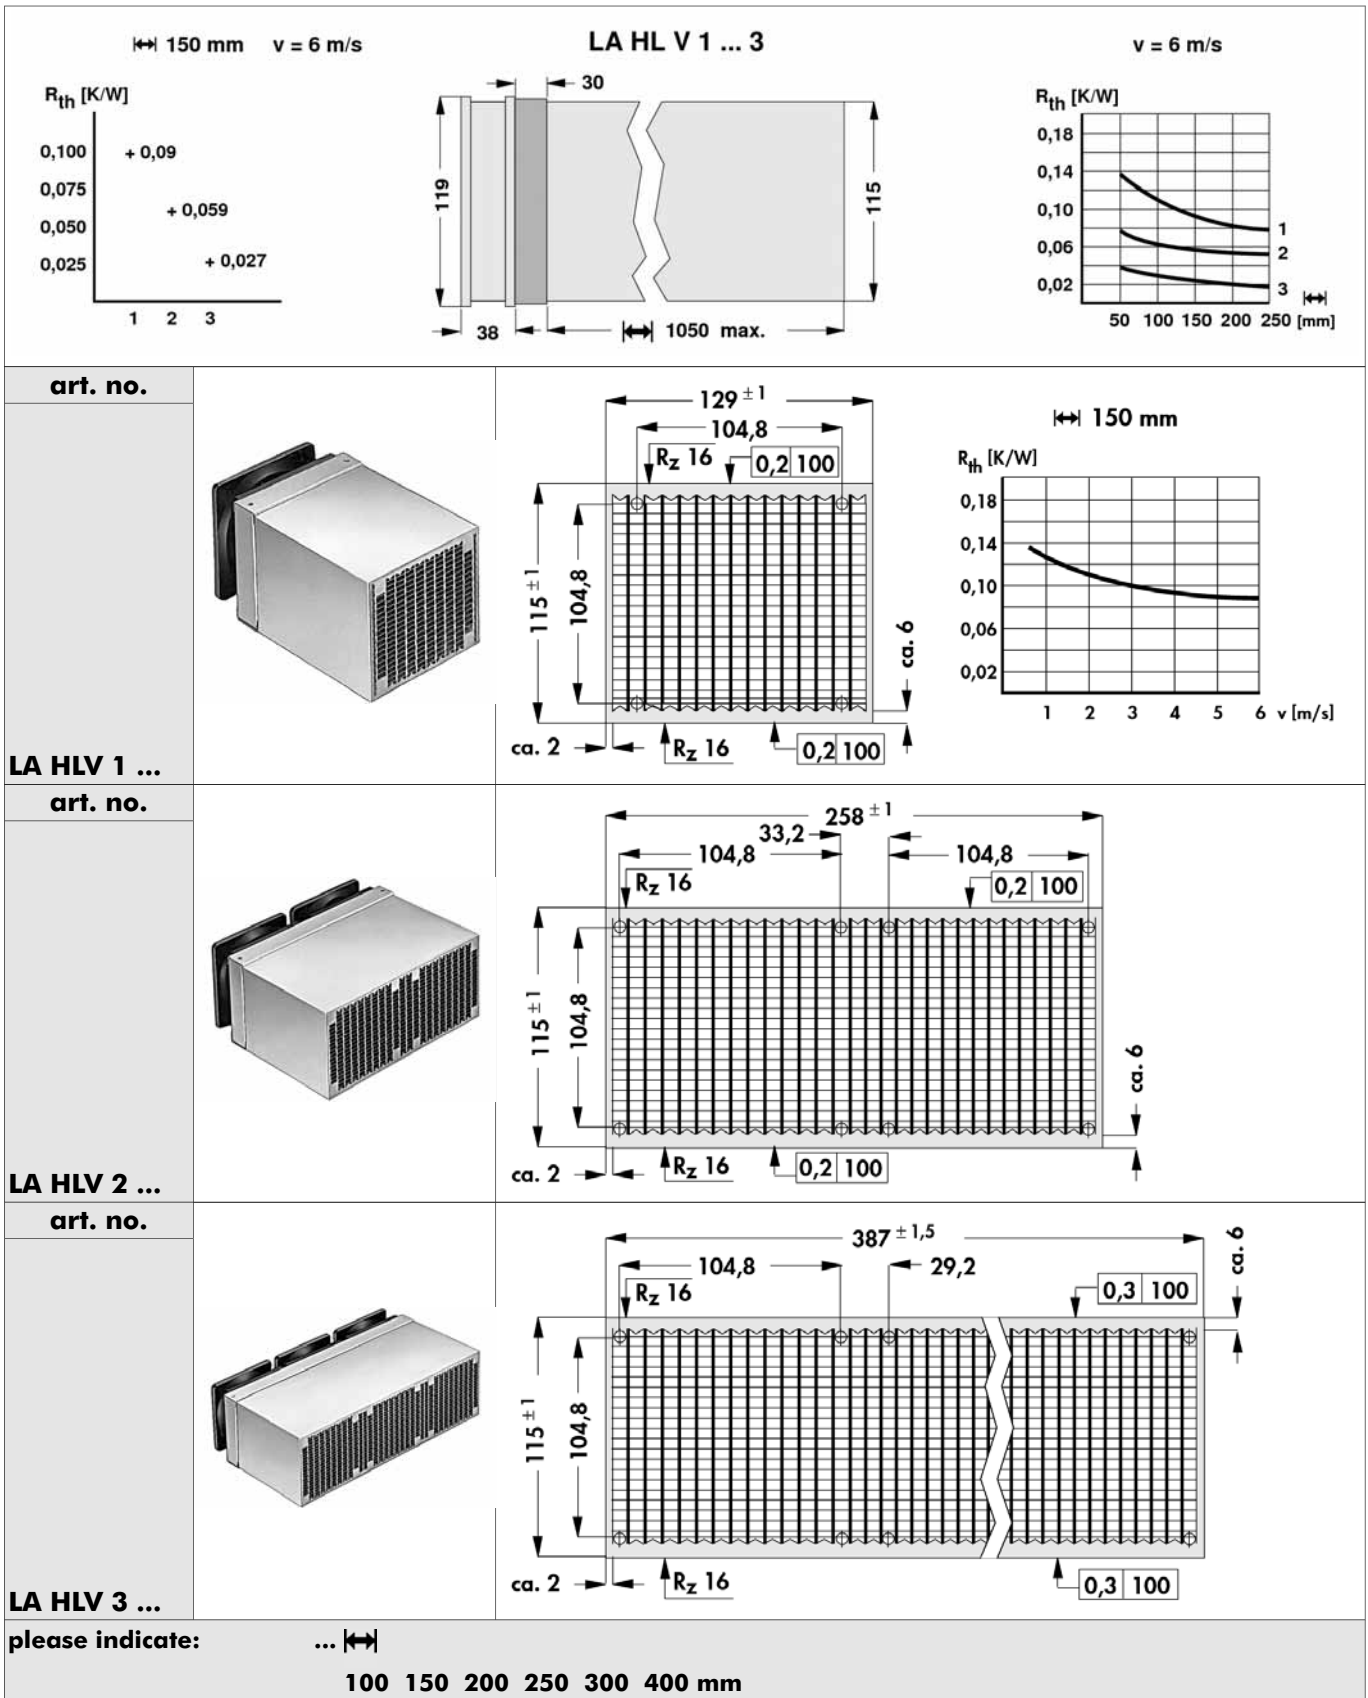 150 mm v = 6 m/s
LA HL V 1 ... 3
v = 6 m/s
Rth [K/W]
0,100
0,075
0,050
0,025
+ 0,09
+ 0,059
+ 0,027
1 2 3
30
119
115
38
1050 max.
Rth [K/W]
0,18
0,14
0,10
0,06
0,02
1
2
3
50 100 150 200 250 [mm]
art. no.
LA HLV 1 ...
129 ± 1
104,8
Rz 16
0,2 100
115 ± 1
104,8
ca. 6
ca. 2
Rz 16
0,2 100
150 mm
Rth [K/W]
0,18
0,14
0,10
0,06
0,02
1 2 3 4 5 6 v [m/s]
art. no.
LA HLV 2 ...
258 ± 1
33,2
104,8
104,8
Rz 16
0,2 100
115 ± 1
104,8
ca. 6
ca. 2
Rz 16
0,2 100
art. no.
LA HLV 3 ...
387 ± 1,5
104,8
29,2
ca. 6
Rz 16
0,3 100
115 ± 1
104,8
ca. 2
Rz 16
0,3 100
please indicate: ...
100 150 200 250 300 400 mm